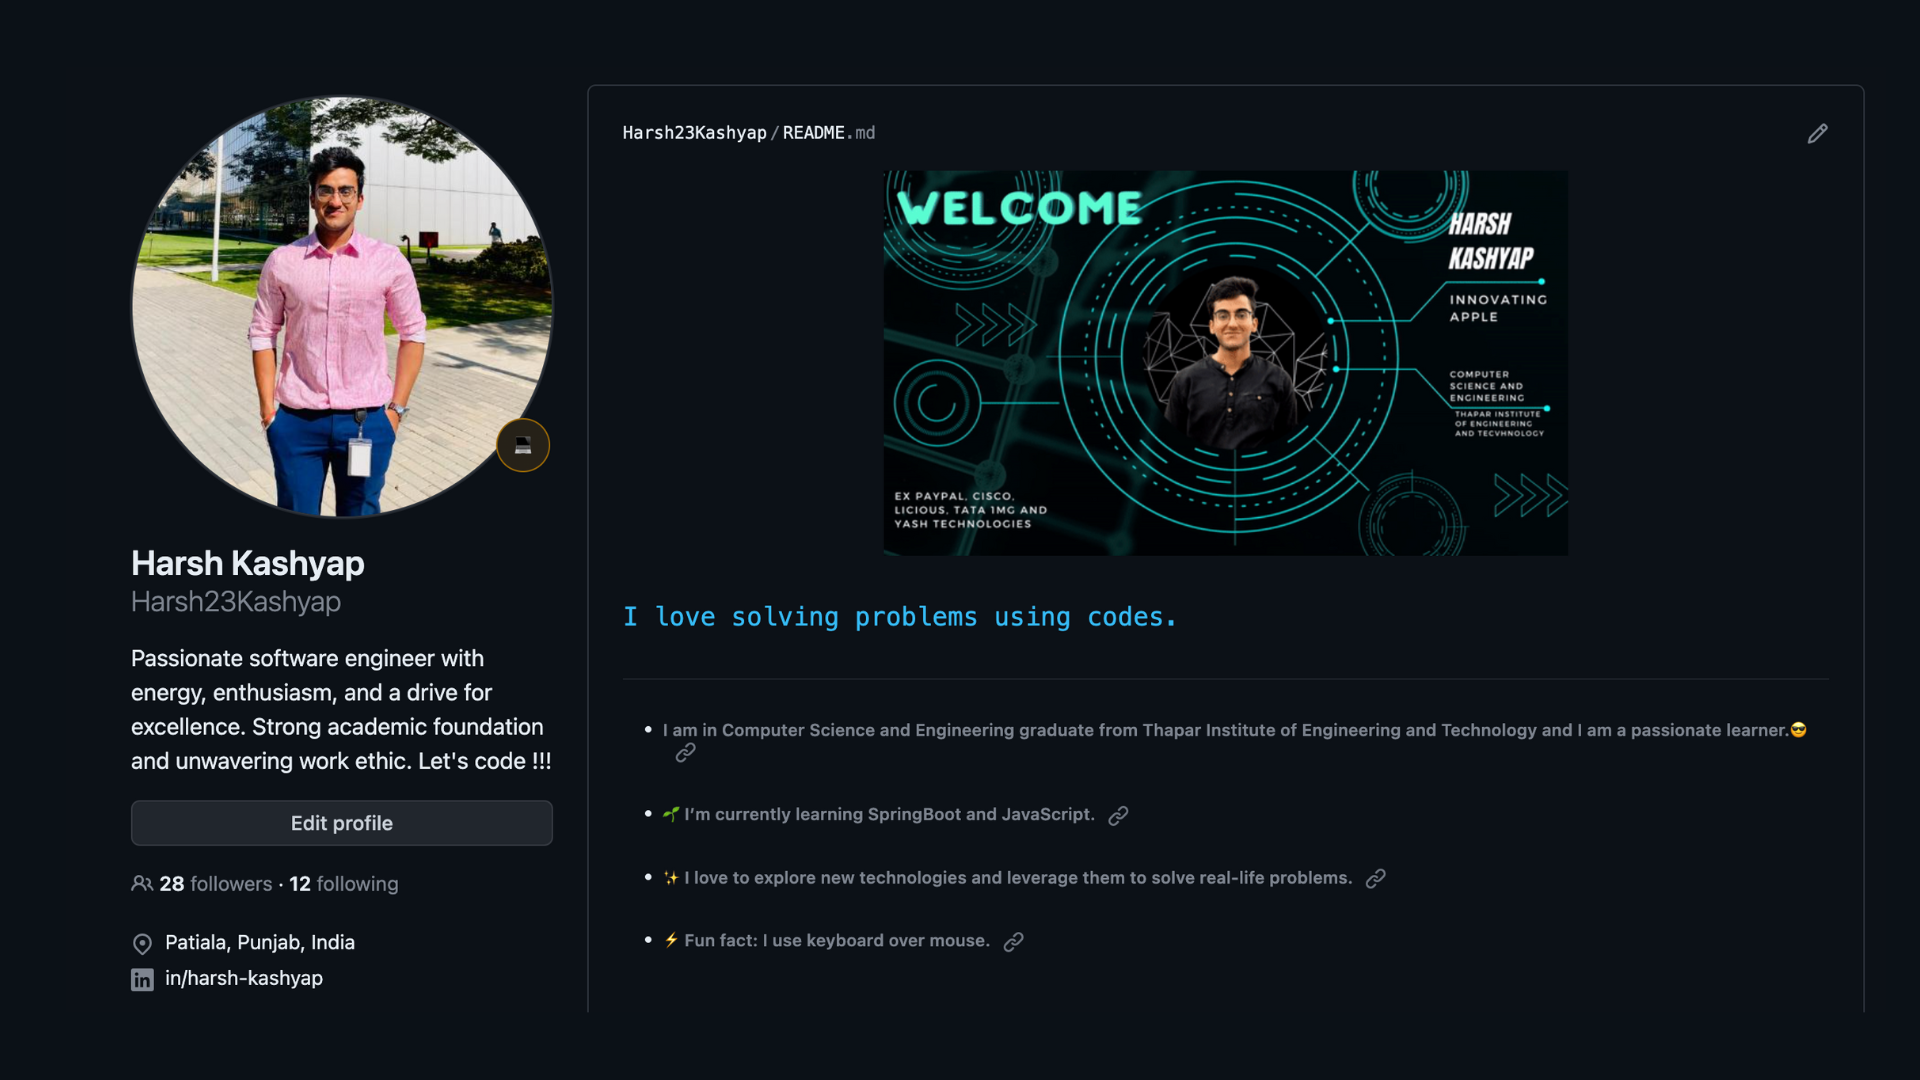 Harsh Kashyap
Harsh23Kashyap
Passionate software engineer with
energy, enthusiasm, and a drive for
excellence. Strong academic foundation
and unwavering work ethic. Let's code !!!
Edit profile
28 followers · 12 following
Patiala, Punjab, India
in/harsh-kashyap
Harsh23Kashyap/README.md
WELCOME
HARSH
KASHYAP
INNOVATING
APPLE
COMPUTER
SCIENCE AND
ENGINEERING
THAPAR INSTITUTE
OF ENGINEERING
AND TECVHNOLOGY
EX PAYPAL, CISCO,
LICIOUS, TATA 1MG AND
YASH TECHNOLOGIES
I love solving problems using codes.
• I am in Computer Science and Engineering graduate from Thapar Institute of Engineering and Technology and I am a passionate learner.😎
• 🌱 I’m currently learning SpringBoot and JavaScript.
• ✨ I love to explore new technologies and leverage them to solve real-life problems.
• ⚡ Fun fact: I use keyboard over mouse.